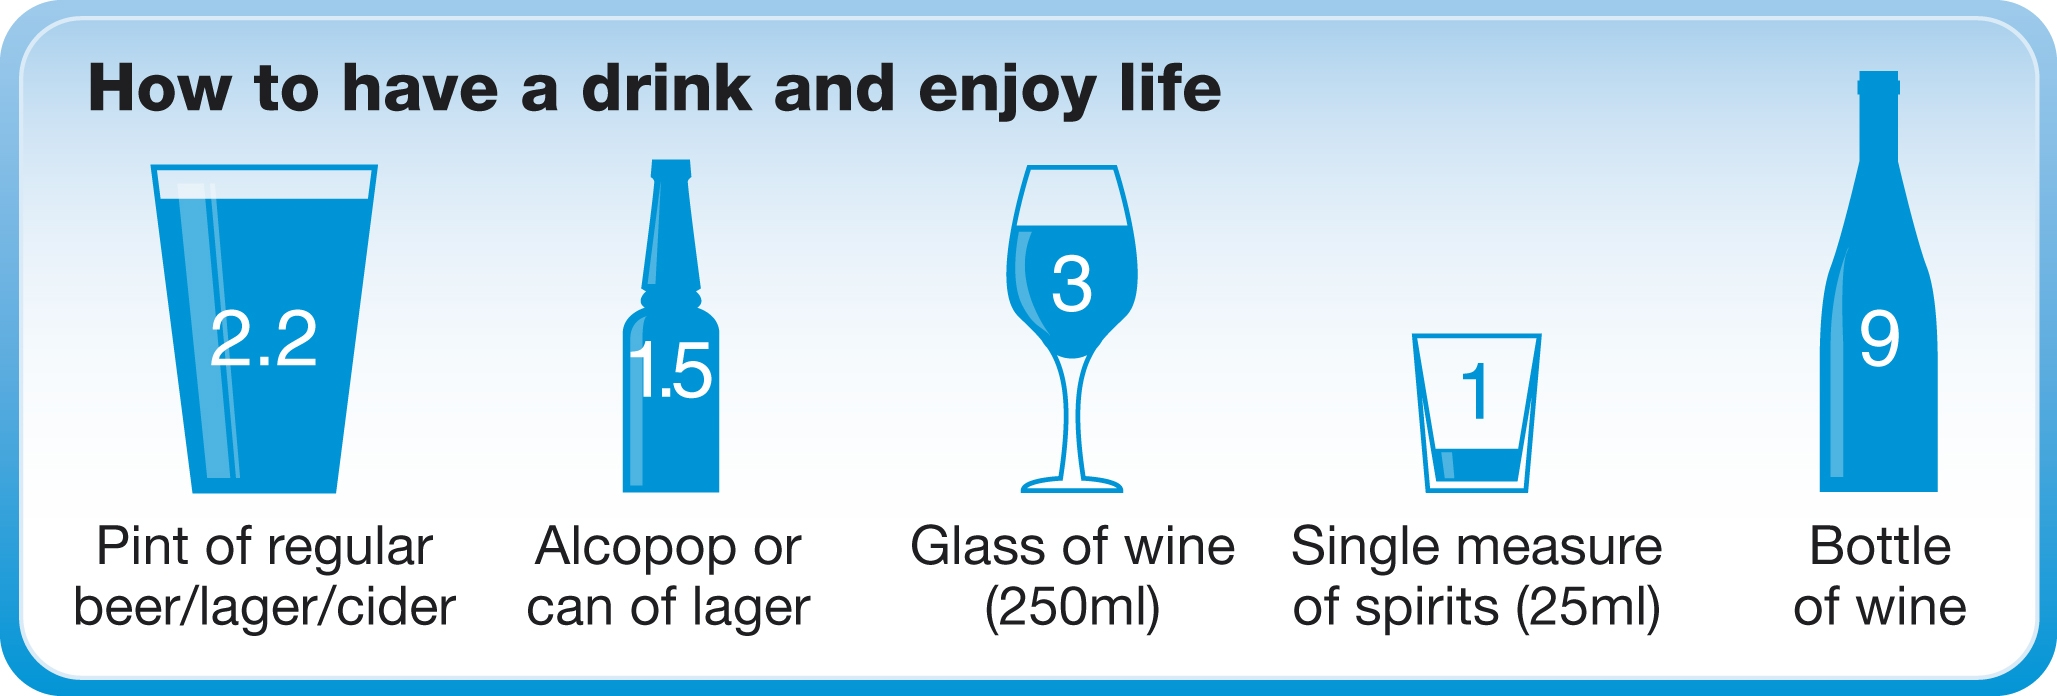 How to have a drink and enjoy life
2.2
1.5
3
1
9
Pint of regular
beer/lager/cider
Alcopop or
can of lager
Glass of wine
(250ml)
Single measure
of spirits (25ml)
Bottle
of wine